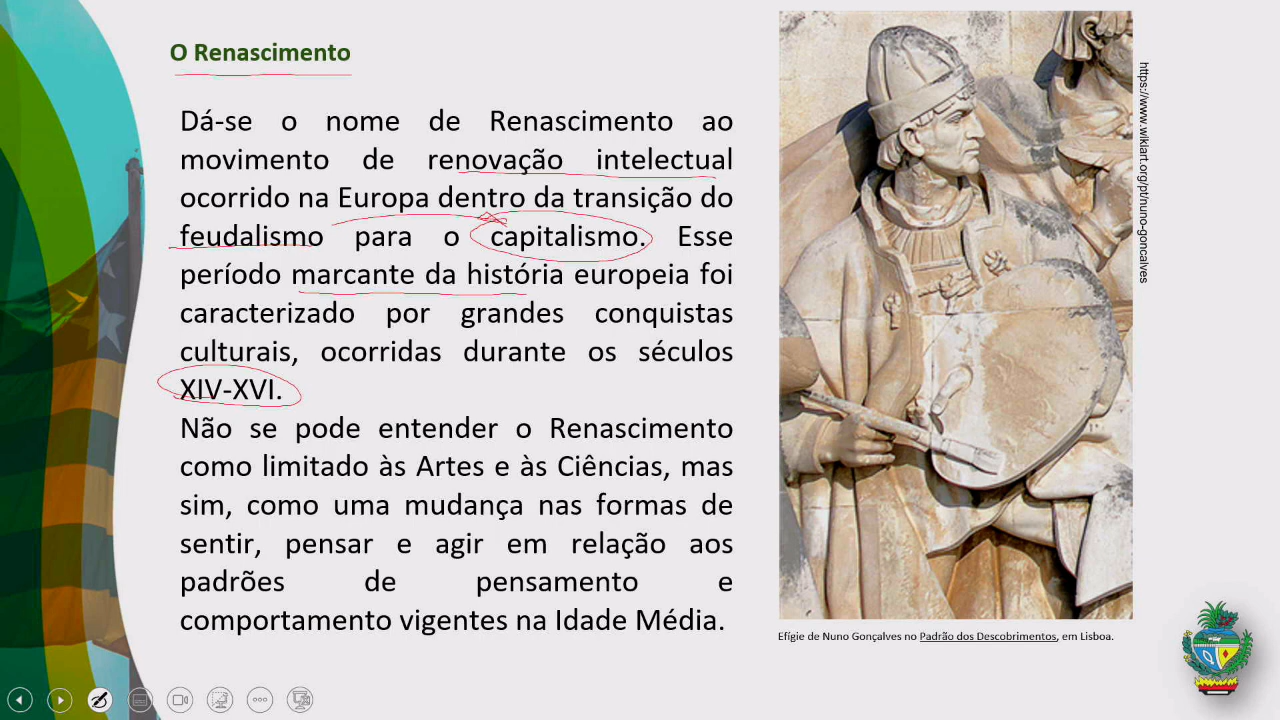 O Renascimento
Dá-se o nome de Renascimento ao
movimento de renovação intelectual
ocorrido na Europa dentro da transição do
feudalismo para o capitalismo. Esse
período marcante da história europeia foi
caracterizado por grandes conquistas
culturais, ocorridas durante os séculos
XIV-XVI.
Não se pode entender o Renascimento
como limitado às Artes e às Ciências, mas
sim, como uma mudança nas formas de
sentir, pensar e agir em relação aos
padrões de pensamento e
comportamento vigentes na Idade Média.
https://www.wikiart.org/pt/nuno-goncalves
Efígie de Nuno Gonçalves no Padrão dos Descobrimentos, em Lisboa.